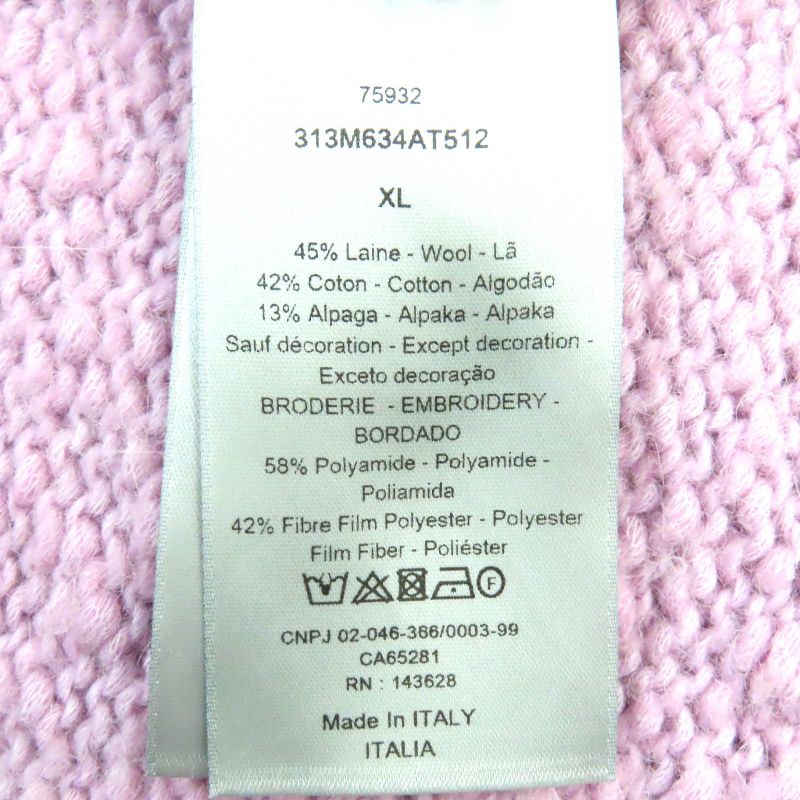 75932
313M634AT512
XL
45% Laine - Wool - Lã
42% Coton - Cotton - Algodão
13% Alpaga - Alpaka - Alpaka
Sauf décoration - Except decoration -
Exceto decoração
BRODERIE - EMBROIDERY -
BORDADO
58% Polyamide - Polyamide -
Poliamida
42% Fibre Film Polyester - Polyester
Film Fiber - Poliéster
F
CNPJ 02-046-366/0003-99
CA65281
RN : 143628
Made In ITALY
ITALIA